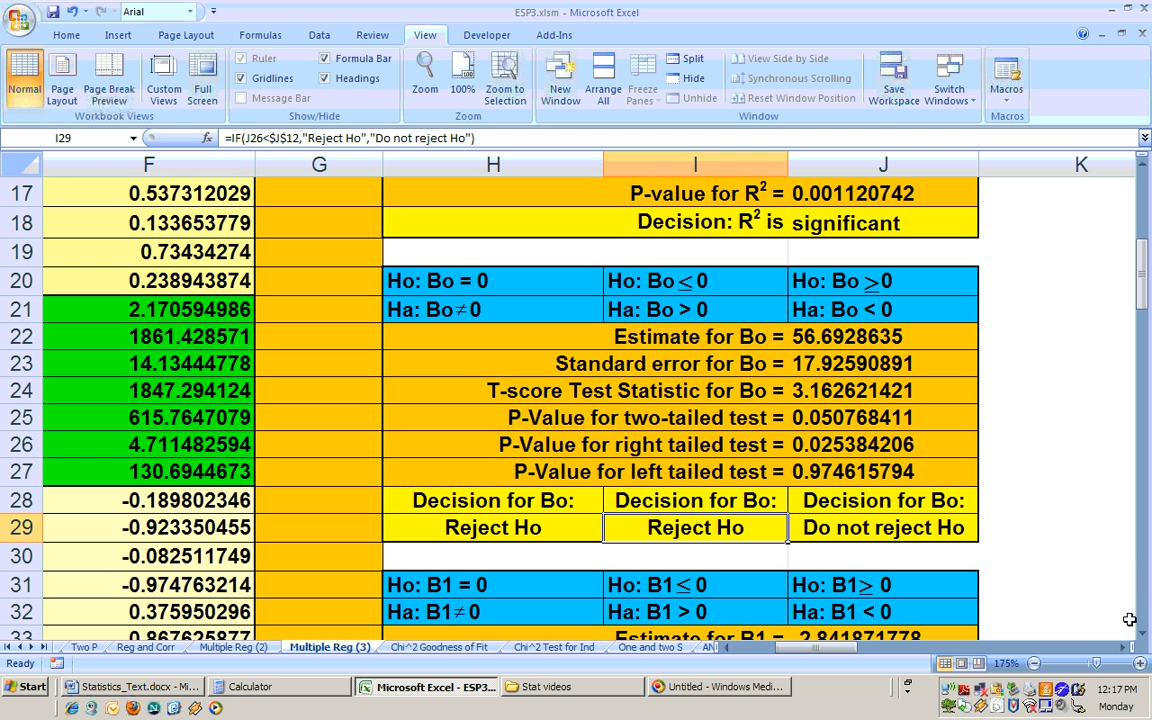 Arial
ESP3.xlsm - Microsoft Excel
Home Insert Page Layout Formulas Data Review View Developer Add-Ins
Normal
Page Layout
Page Break Preview
Custom Views
Full Screen
Workbook Views
Ruler
Formula Bar
Gridlines
Headings
Message Bar
Show/Hide
Zoom
100%
Zoom to Selection
Zoom
New Window
Arrange All
Freeze Panes
Split
Hide
Unhide
View Side by Side
Synchronous Scrolling
Reset Window Position
Window
Save Workspace
Switch Windows
Macros
Macros
I29 fx =IF(J26<$J$12,"Reject Ho","Do not reject Ho")
F G H I J K
17 0.537312029 P-value for R² = 0.001120742
18 0.133653779 Decision: R² is significant
19 0.73434274
20 0.238943874 Ho: Bo = 0 Ho: Bo ≤ 0 Ho: Bo ≥0
21 2.170594986 Ha: Bo≠0 Ha: Bo > 0 Ha: Bo < 0
22 1861.428571 Estimate for Bo = 56.6928635
23 14.13444778 Standard error for Bo = 17.92590891
24 1847.294124 T-score Test Statistic for Bo = 3.162621421
25 615.7647079 P-Value for two-tailed test = 0.050768411
26 4.711482594 P-Value for right tailed test = 0.025384206
27 130.6944673 P-Value for left tailed test = 0.974615794
28 -0.189802346 Decision for Bo: Decision for Bo: Decision for Bo:
29 -0.923350455 Reject Ho Reject Ho Do not reject Ho
30 -0.082511749
31 -0.974763214 Ho: B1 = 0 Ho: B1≤ 0 Ho: B1≥ 0
32 0.375950296 Ha: B1≠0 Ha: B1 > 0 Ha: B1 < 0
33 0.867625877 Estimate for B1 = -2.841871778
Two P Reg and Corr Multiple Reg (2) Multiple Reg (3) Chi^2 Goodness of Fit Chi^2 Test for Ind One and two S AN
Ready 175%
Start Statistics_Text.docx - Mi... Calculator Microsoft Excel - ESP3... Stat videos Untitled - Windows Medi... 12:17 PM
Monday